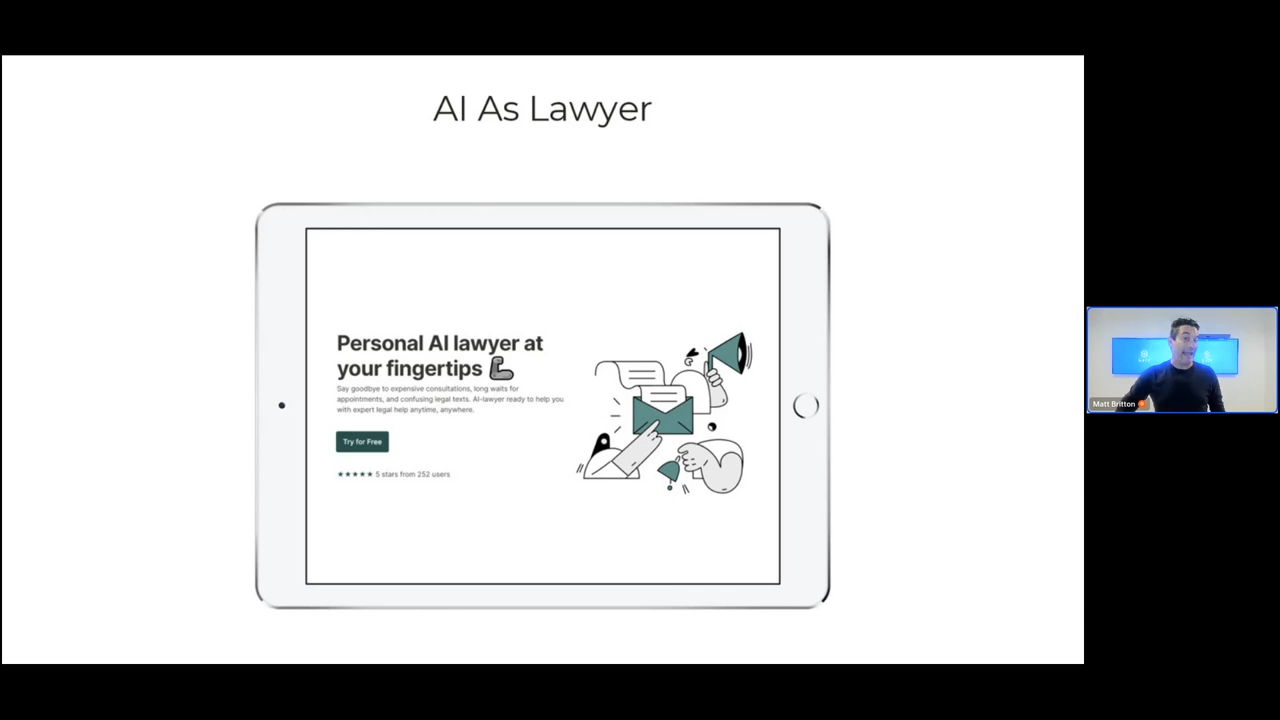 AI As Lawyer
Personal AI lawyer at
your fingertips
Say goodbye to expensive consultations, long waits for
appointments, and confusing legal texts. AI-lawyer ready to help you
with expert legal help anytime, anywhere.
Try for Free
★★★★★ 5 stars from 252 users
Matt Britton